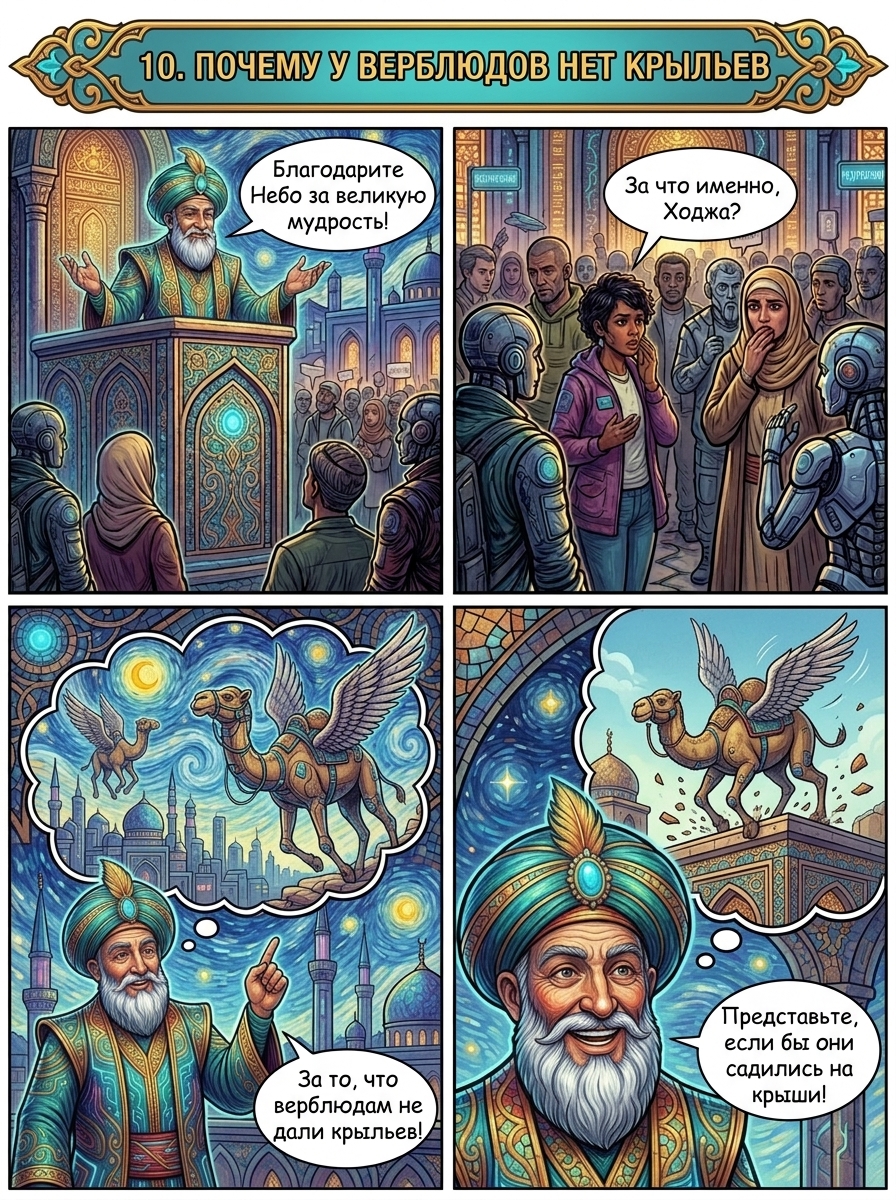 10. ПОЧЕМУ У ВЕРБЛЮДОВ НЕТ КРЫЛЬЕВ
Благодарите
Небо за великую
мудрость!
За что именно,
Ходжа?
За то, что
верблюдам не
дали крыльев!
Представьте,
если бы они
садились на
крыши!